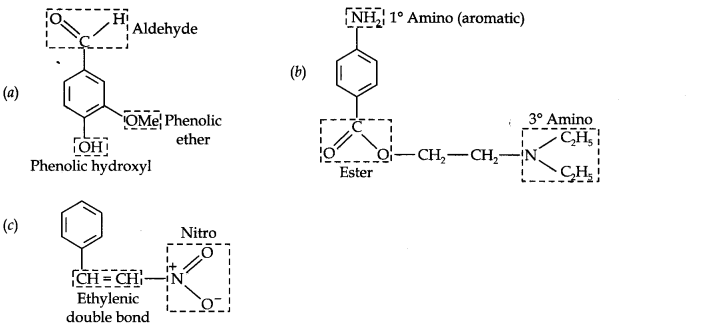 (a)
O H Aldehyde
C
OMe Phenolic
ether
OH
Phenolic hydroxyl
(b)
NH₂ 1° Amino (aromatic)
C
O O—CH₂—CH₂—N
3° Amino
C₂H₅
C₂H₅
Ester
(c)
Nitro
CH = CH—N⁺
O
O⁻
Ethylenic
double bond